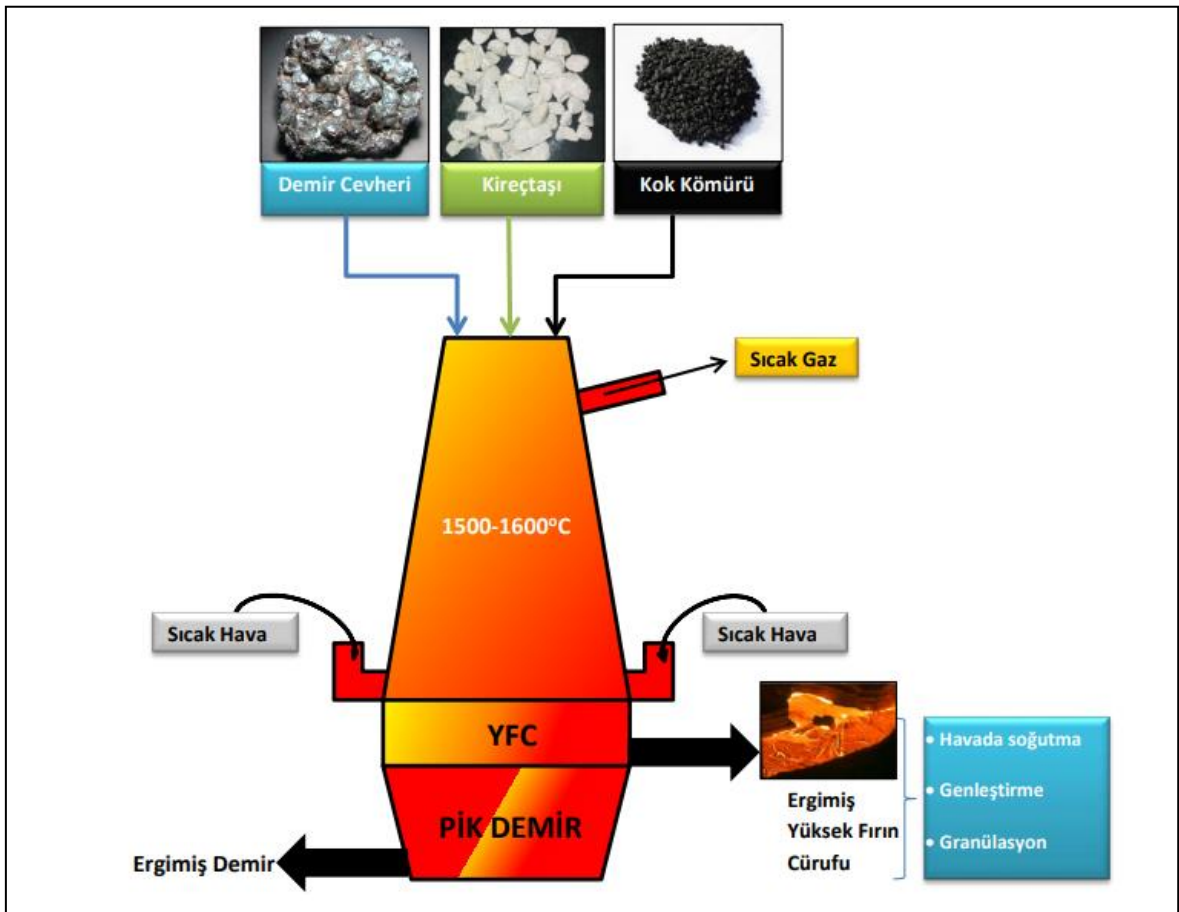 Demir Cevheri
Kireçtaşı
Kok Kömürü
Sıcak Gaz
1500-1600°C
Sıcak Hava
Sıcak Hava
YFC
PİK DEMİR
Ergimiş Demir
Ergimiş
Yüksek Fırın
Cürufu
• Havada soğutma
• Genleştirme
• Granülasyon